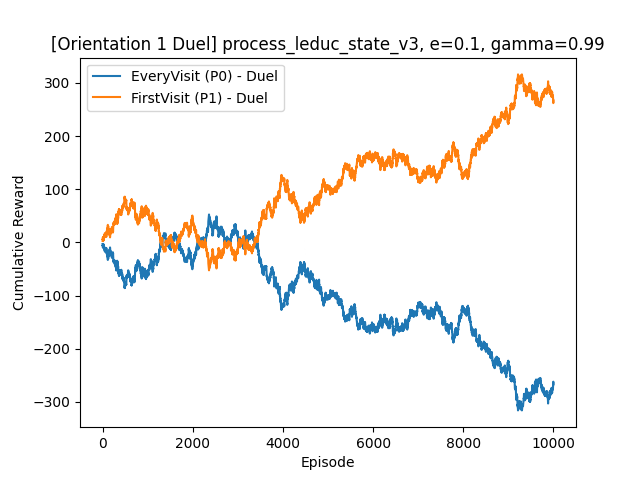 [Orientation 1 Duel] process_leduc_state_v3, e=0.1, gamma=0.99
EveryVisit (P0) - Duel
FirstVisit (P1) - Duel
300
200
100
0
−100
−200
−300
Cumulative Reward
0 2000 4000 6000 8000 10000
Episode